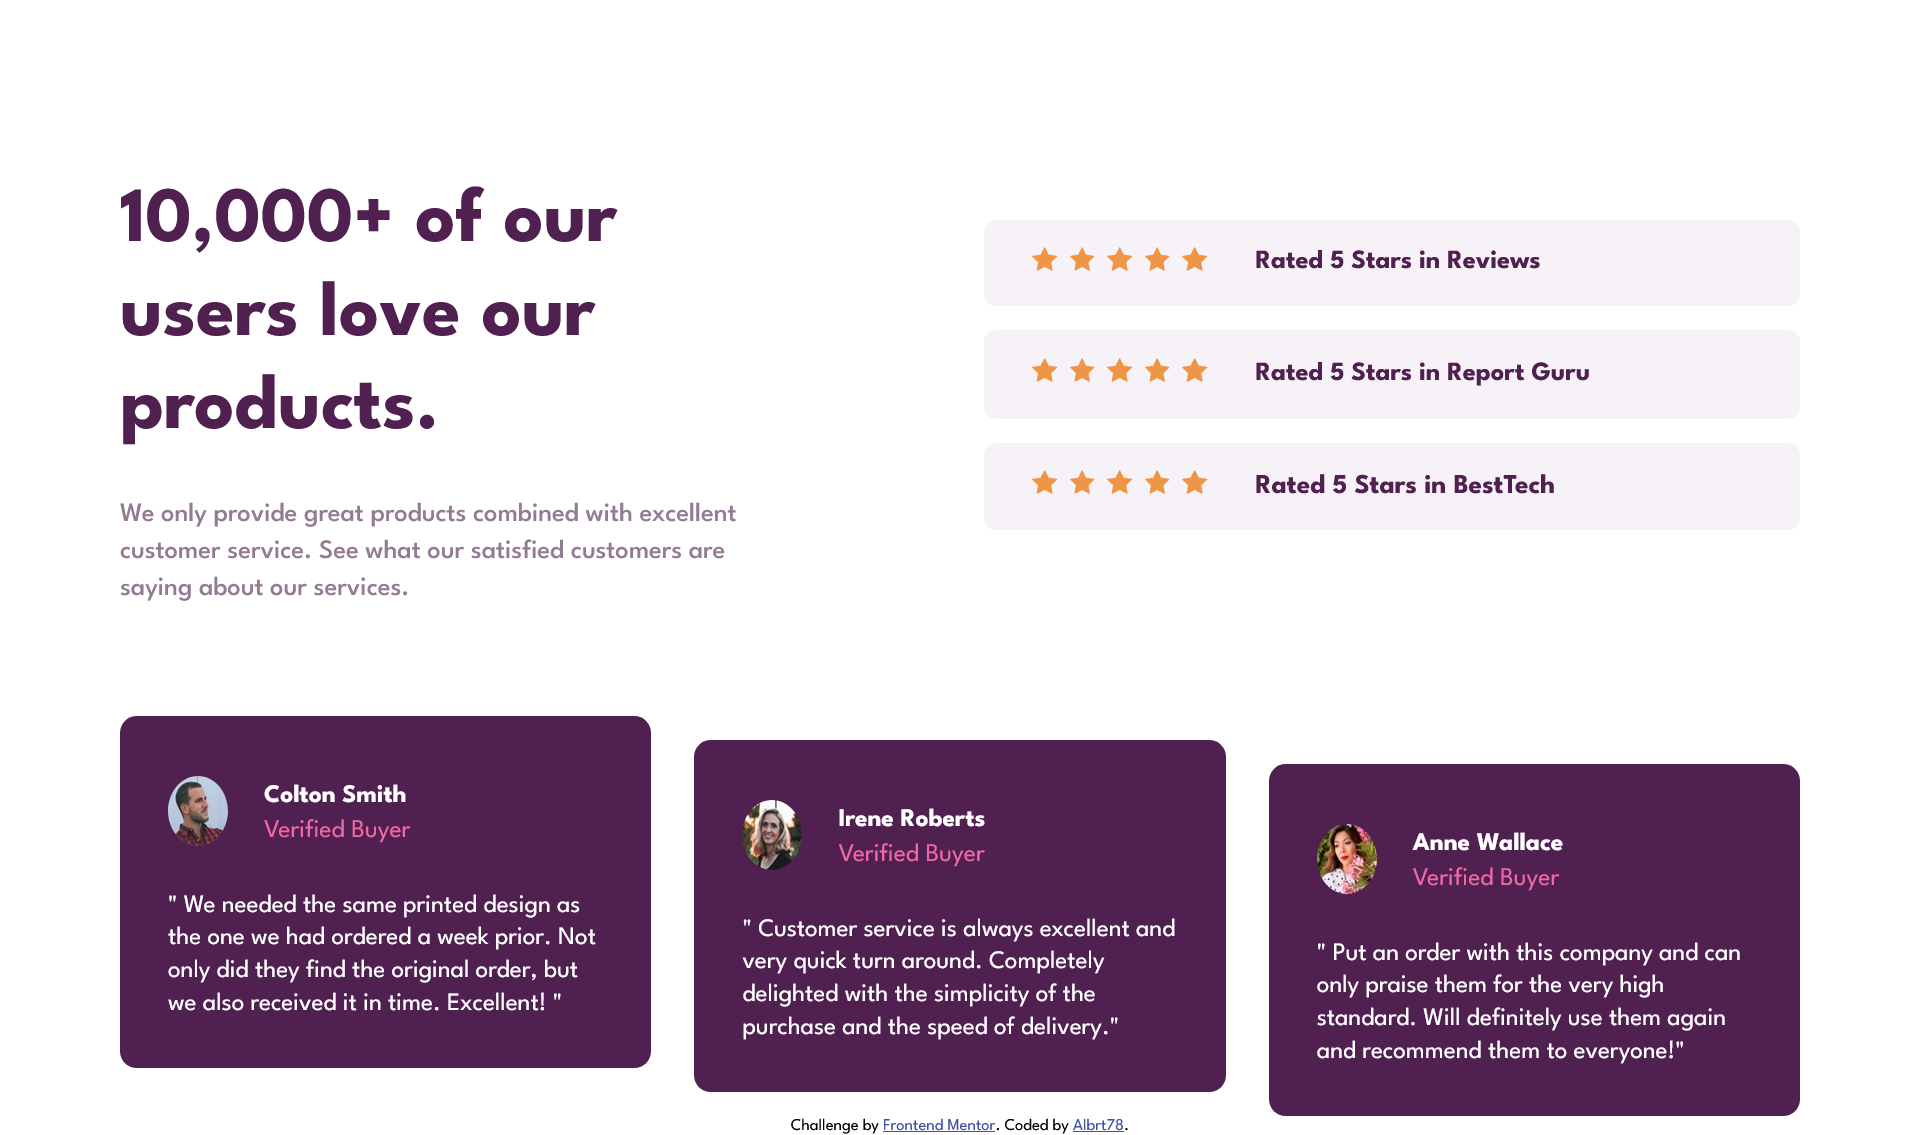 10,000+ of our
users love our
products.
We only provide great products combined with excellent
customer service. See what our satisfied customers are
saying about our services.
Rated 5 Stars in Reviews
Rated 5 Stars in Report Guru
Rated 5 Stars in BestTech
Colton Smith
Verified Buyer
" We needed the same printed design as
the one we had ordered a week prior. Not
only did they find the original order, but
we also received it in time. Excellent! "
Irene Roberts
Verified Buyer
" Customer service is always excellent and
very quick turn around. Completely
delighted with the simplicity of the
purchase and the speed of delivery."
Anne Wallace
Verified Buyer
" Put an order with this company and can
only praise them for the very high
standard. Will definitely use them again
and recommend them to everyone!"
Challenge by Frontend Mentor. Coded by Albrt78.